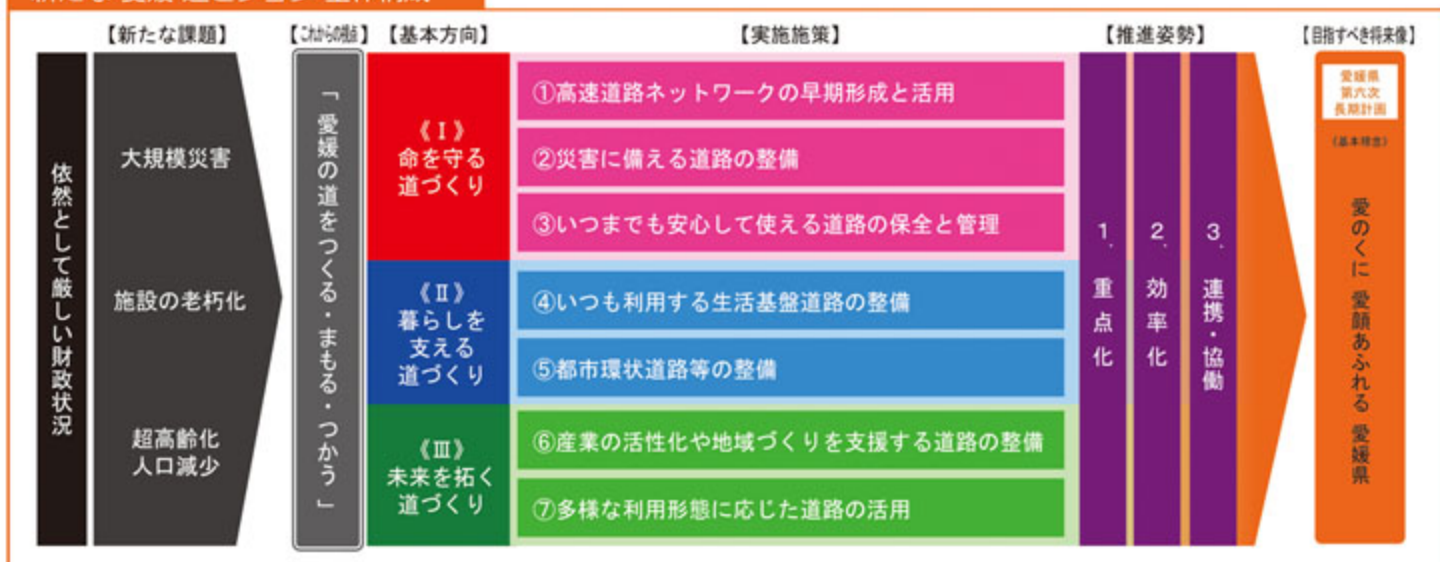 【新たな課題】
【これからの視点】
【基本方向】
【実施施策】
【推進姿勢】
【目指すべき将来像】
依然として厳しい財政状況
大規模災害
施設の老朽化
超高齢化
人口減少
「愛媛の道をつくる・まもる・つかう」
《Ⅰ》
命を守る
道づくり
①高速道路ネットワークの早期形成と活用
②災害に備える道路の整備
③いつまでも安心して使える道路の保全と管理
《Ⅱ》
暮らしを
支える
道づくり
④いつも利用する生活基盤道路の整備
⑤都市環状道路等の整備
《Ⅲ》
未来を拓く
道づくり
⑥産業の活性化や地域づくりを支援する道路の整備
⑦多様な利用形態に応じた道路の活用
1.重点化
2.効率化
3.連携・協働
愛媛県
第六次
長期計画
(基本理念)
愛のくに 愛顔あふれる 愛媛県